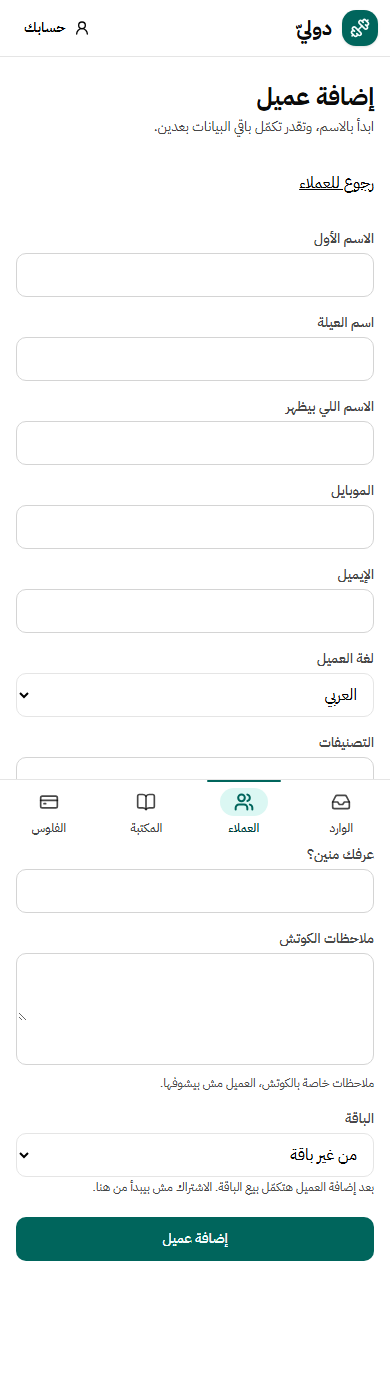 دوليّ
حسابك
إضافة عميل
ابدأ بالاسم، وتقدر تكمّل باقي البيانات بعدين.
رجوع للعملاء
الاسم الأول
اسم العيلة
الاسم اللي بيظهر
الموبايل
الإيميل
لغة العميل
العربي
التصنيفات
الوارد
العملاء
المكتبة
الفلوس
عرفك منين؟
ملاحظات الكوتش
ملاحظات خاصة بالكوتش، العميل مش بيشوفها.
الباقة
من غير باقة
بعد إضافة العميل هتكمّل بيع الباقة. الاشتراك مش بيبدأ من هنا.
إضافة عميل